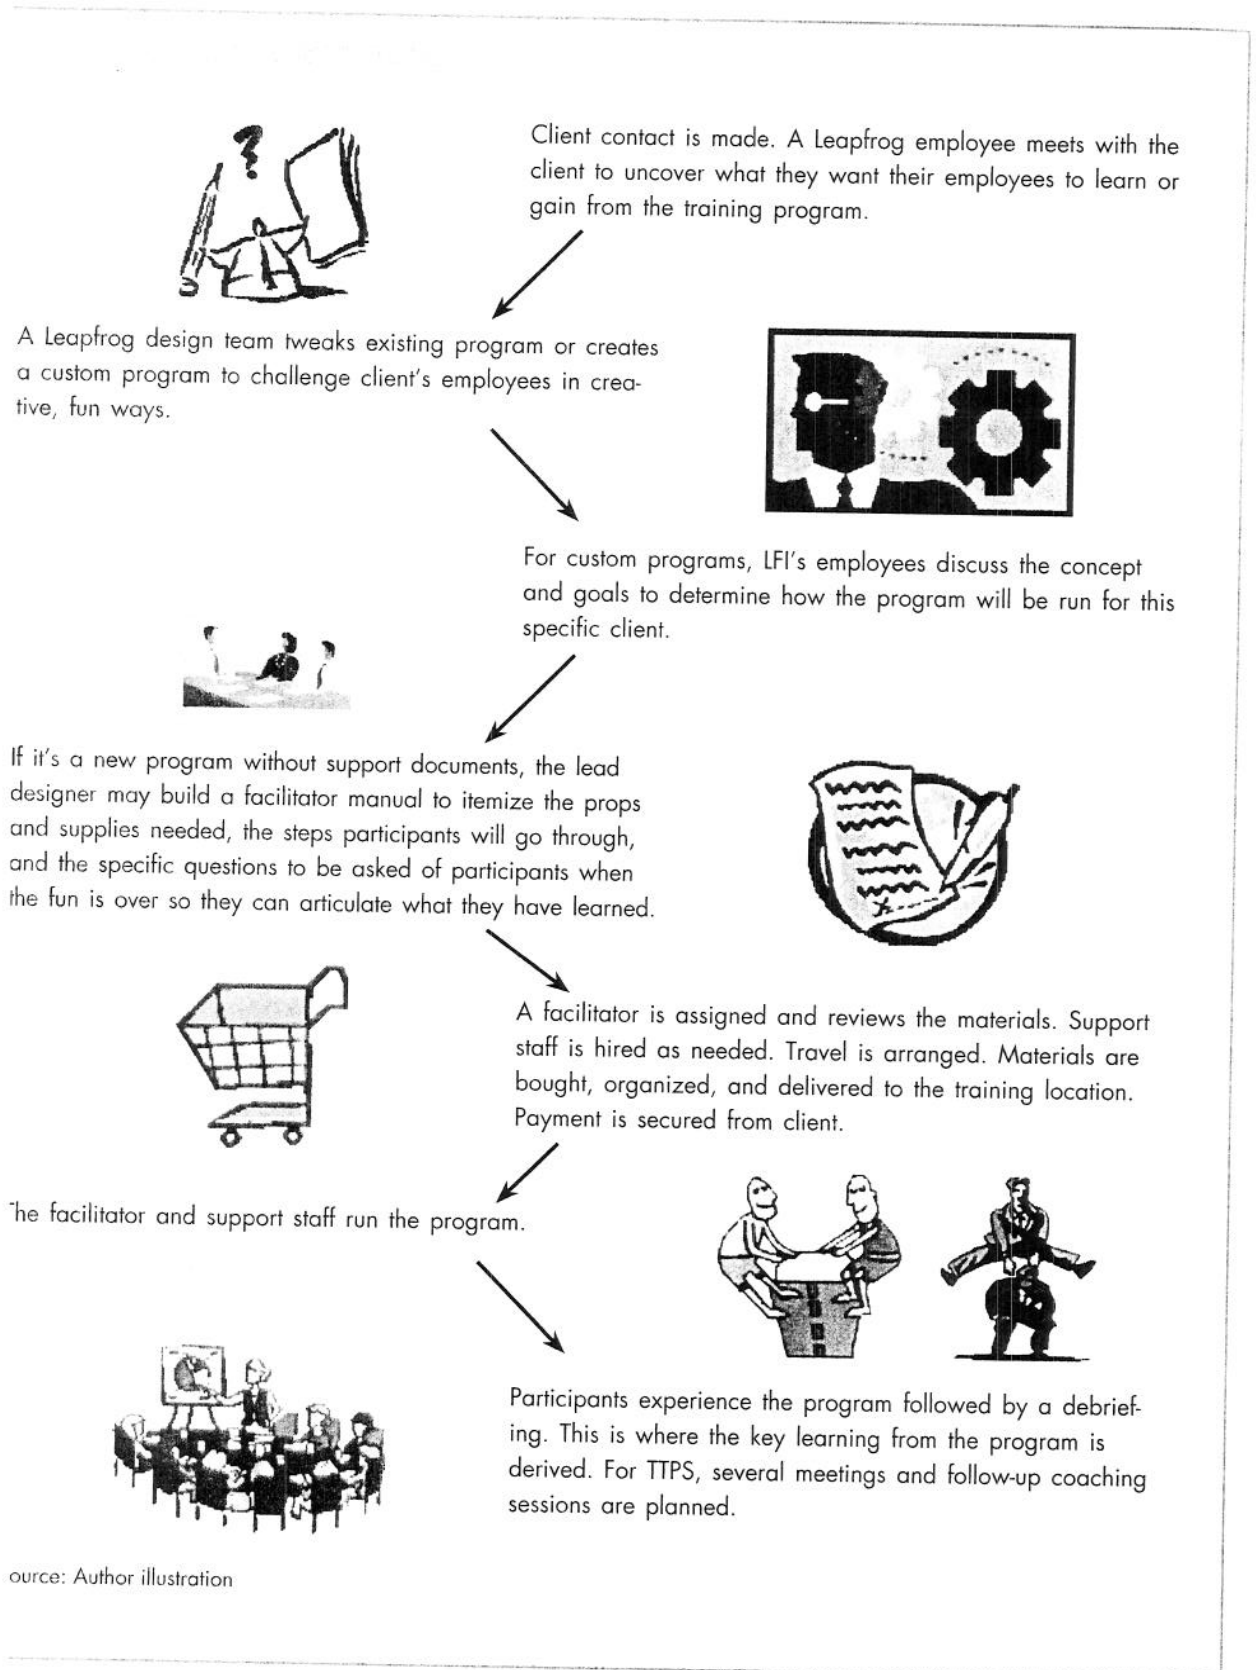 Client contact is made. A Leapfrog employee meets with the
client to uncover what they want their employees to learn or
gain from the training program.
A Leapfrog design team tweaks existing program or creates
a custom program to challenge client's employees in crea-
tive, fun ways.
For custom programs, LFI's employees discuss the concept
and goals to determine how the program will be run for this
specific client.
If it's a new program without support documents, the lead
designer may build a facilitator manual to itemize the props
and supplies needed, the steps participants will go through,
and the specific questions to be asked of participants when
the fun is over so they can articulate what they have learned.
A facilitator is assigned and reviews the materials. Support
staff is hired as needed. Travel is arranged. Materials are
bought, organized, and delivered to the training location.
Payment is secured from client.
he facilitator and support staff run the program.
Participants experience the program followed by a debrief-
ing. This is where the key learning from the program is
derived. For TTPS, several meetings and follow-up coaching
sessions are planned.
ource: Author illustration